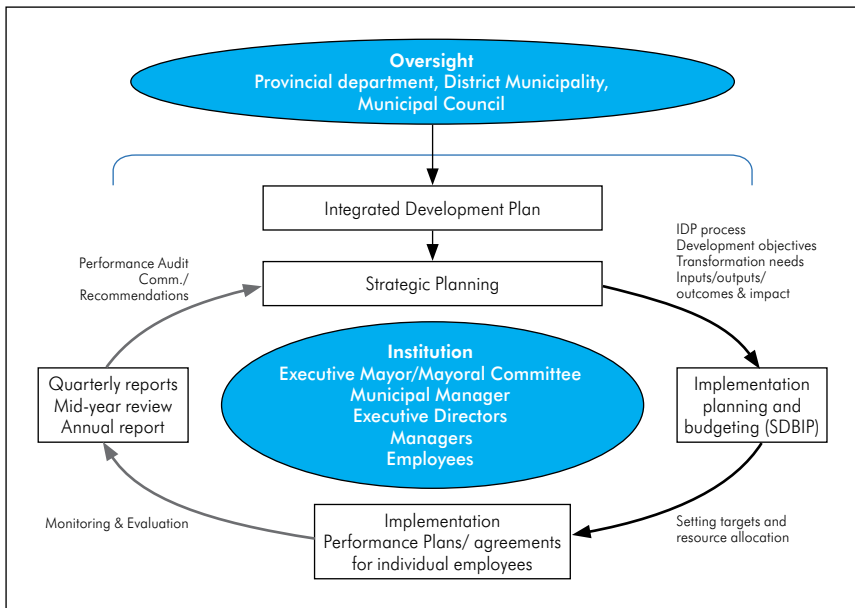 Oversight
Provincial department, District Municipality,
Municipal Council
Integrated Development Plan
IDP process
Development objectives
Transformation needs
Inputs/outputs/
outcomes & impact
Performance Audit
Comm./
Recommendations
Strategic Planning
Institution
Executive Mayor/Mayoral Committee
Municipal Manager
Executive Directors
Managers
Employees
Quarterly reports
Mid-year review
Annual report
Implementation
planning and
budgeting (SDBIP)
Monitoring & Evaluation
Implementation
Performance Plans/ agreements
for individual employees
Setting targets and
resource allocation